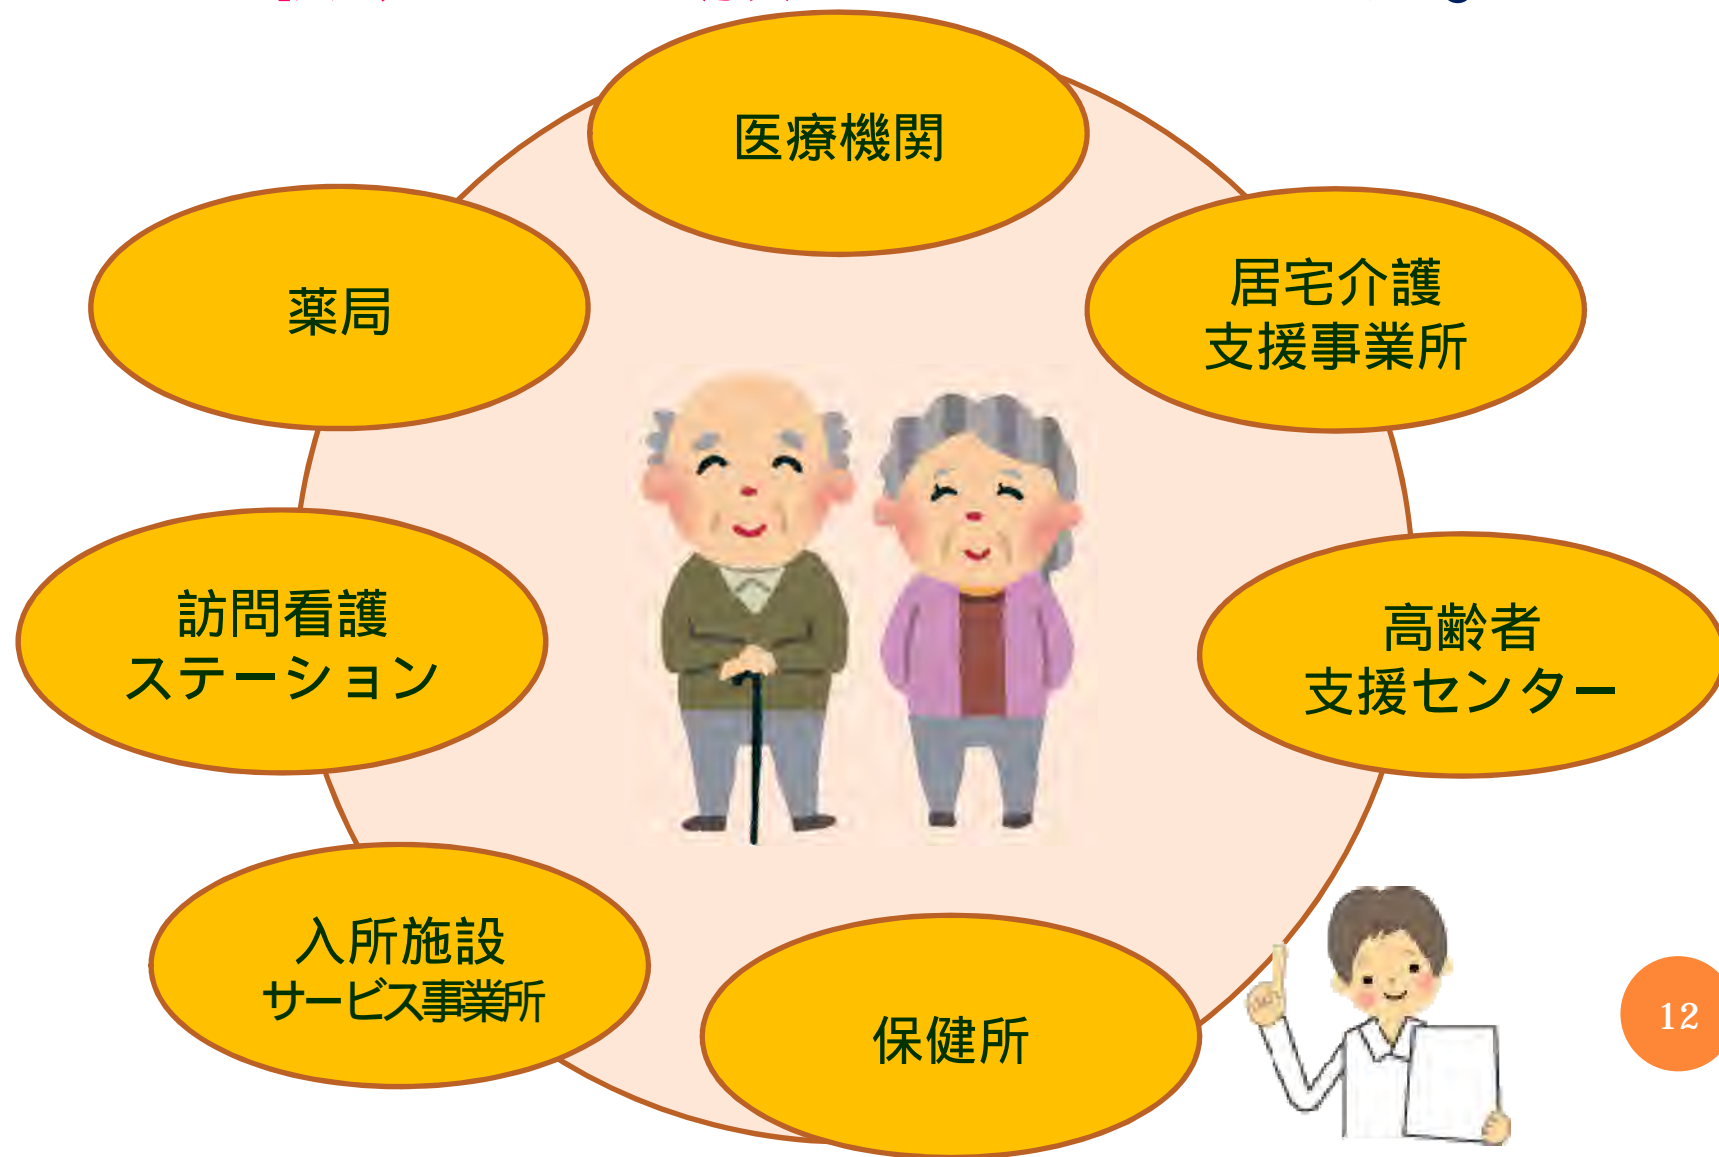 医療機関
薬局
居宅介護
支援事業所
訪問看護
ステーション
高齢者
支援センター
入所施設
サービス事業所
保健所
12